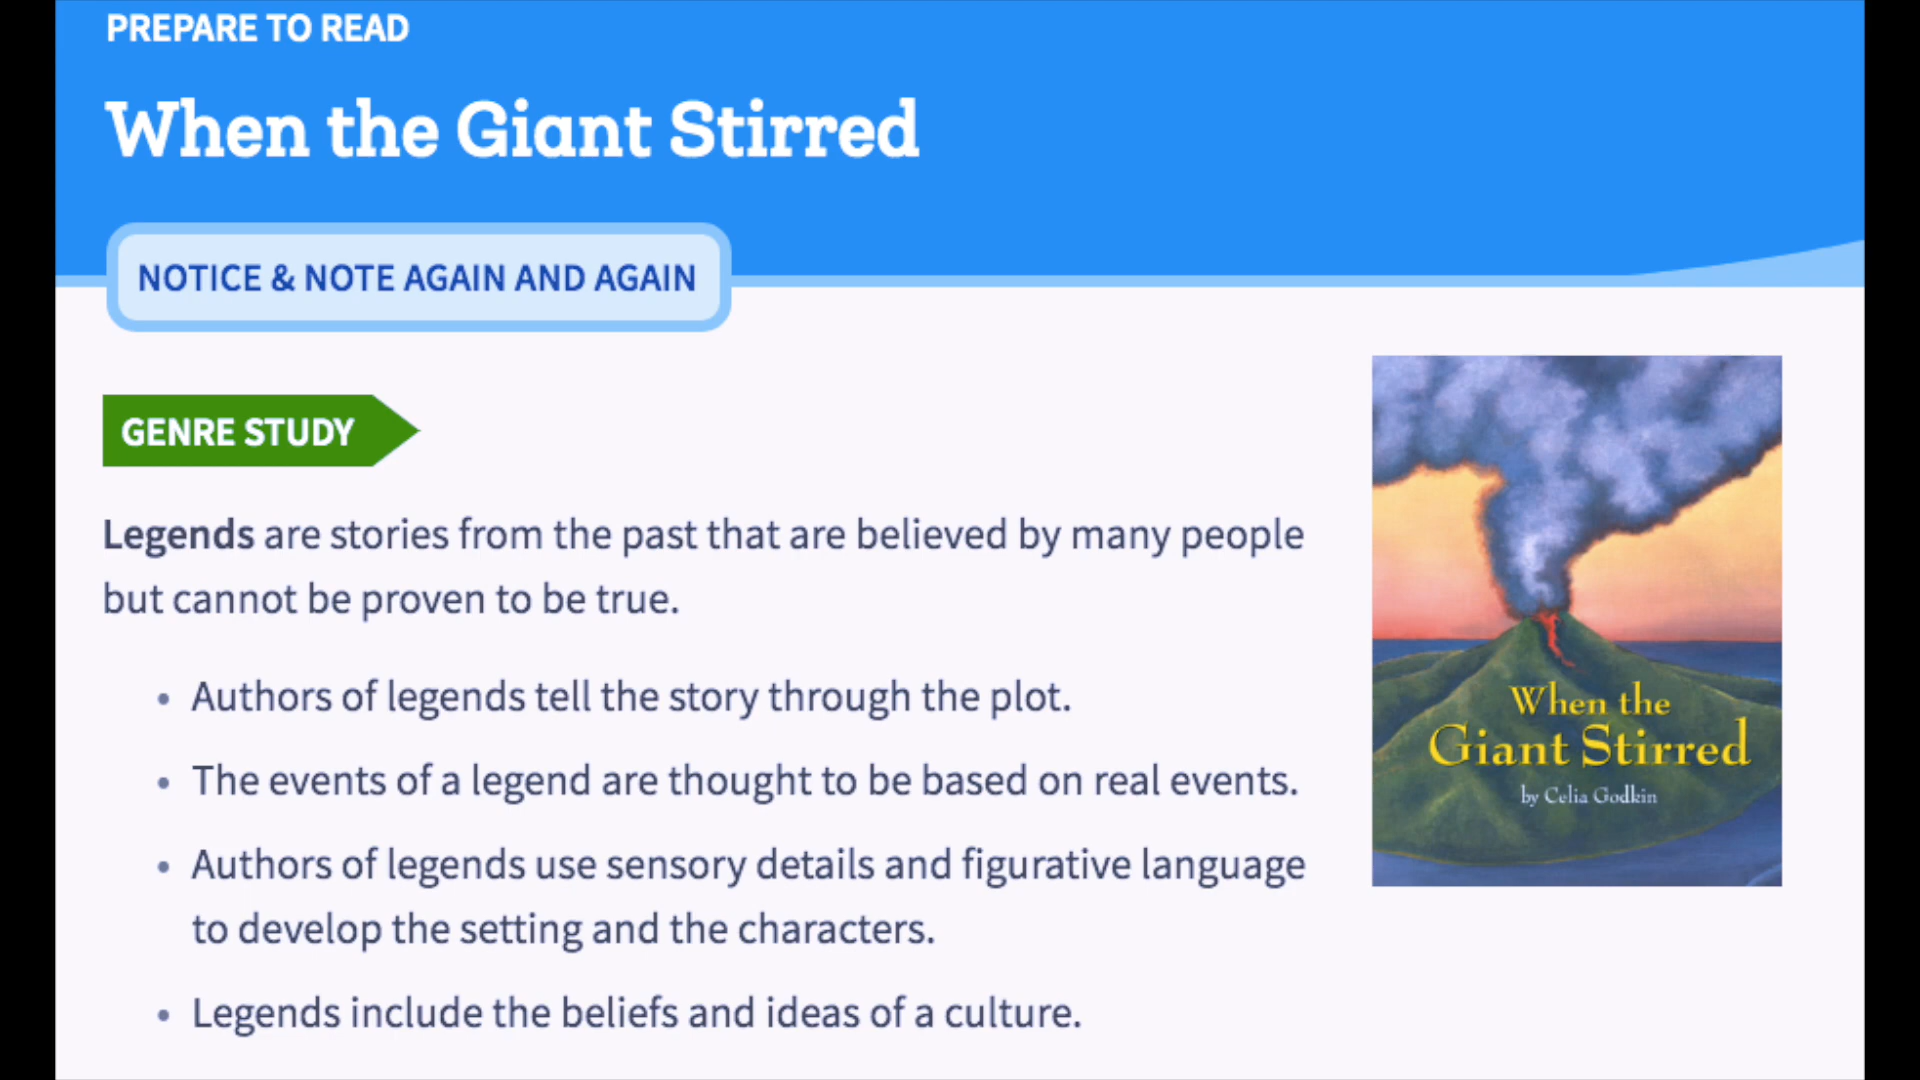 PREPARE TO READ
When the Giant Stirred
NOTICE & NOTE AGAIN AND AGAIN
GENRE STUDY
Legends are stories from the past that are believed by many people
but cannot be proven to be true.
• Authors of legends tell the story through the plot.
• The events of a legend are thought to be based on real events.
• Authors of legends use sensory details and figurative language
to develop the setting and the characters.
• Legends include the beliefs and ideas of a culture.
When the
Giant Stirred
by Celia Godkin